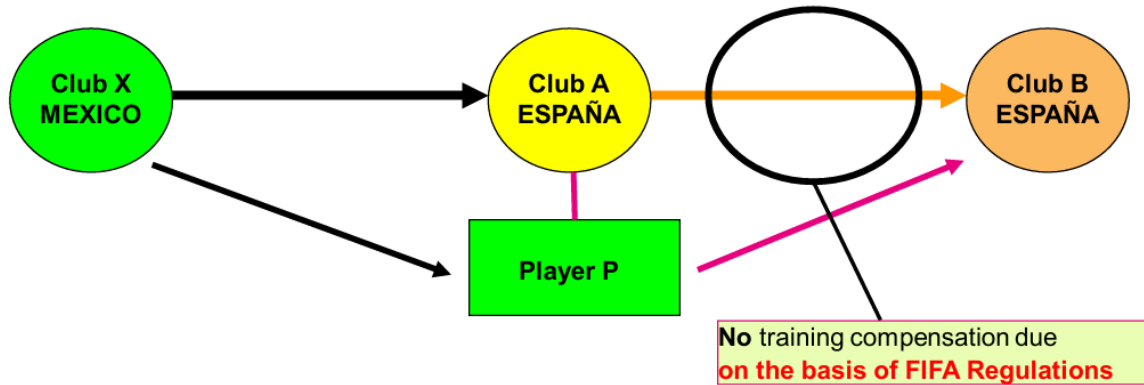 Club X
MEXICO
Club A
ESPAÑA
Club B
ESPAÑA
Player P
No training compensation due
on the basis of FIFA Regulations